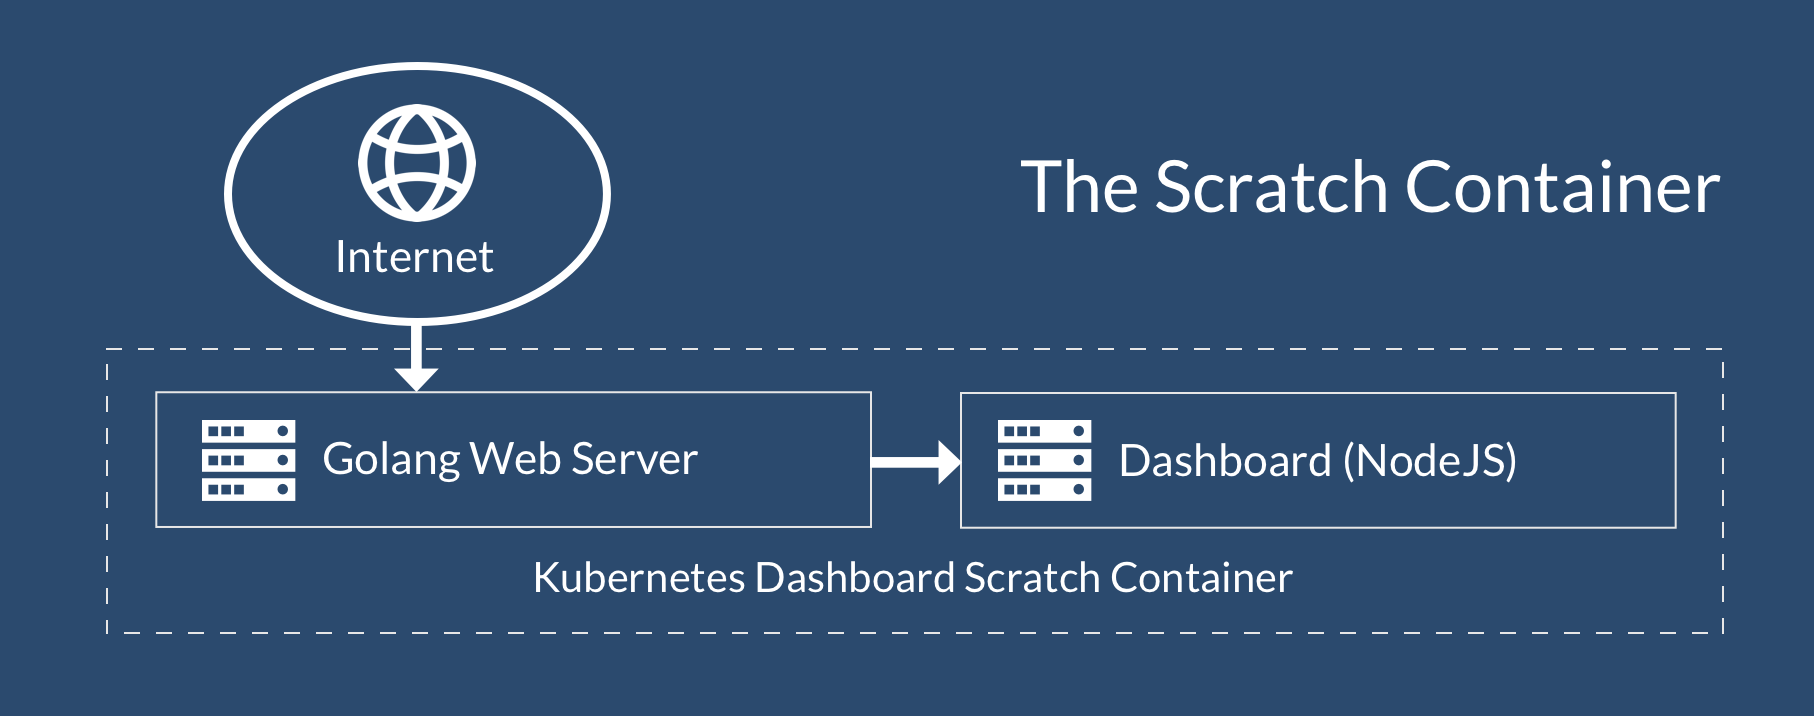 The Scratch Container
Internet
Golang Web Server
Dashboard (NodeJS)
Kubernetes Dashboard Scratch Container